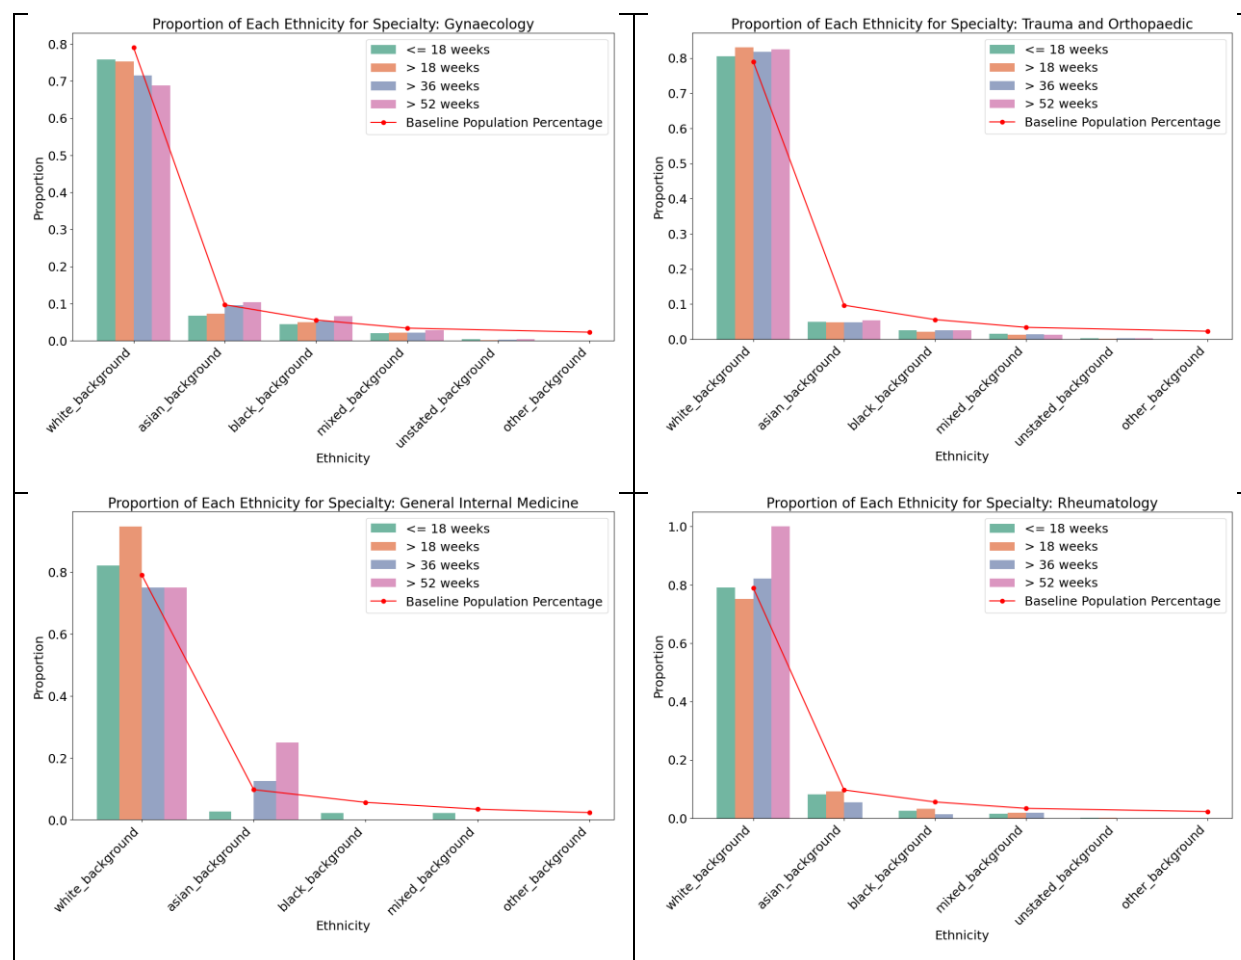 Proportion of Each Ethnicity for Specialty: Gynaecology
<= 18 weeks
> 18 weeks
> 36 weeks
> 52 weeks
Baseline Population Percentage
Proportion
0.8
0.7
0.6
0.5
0.4
0.3
0.2
0.1
0.0
white_background
asian_background
black_background
mixed_background
unstated_background
other_background
Ethnicity
Proportion of Each Ethnicity for Specialty: Trauma and Orthopaedic
<= 18 weeks
> 18 weeks
> 36 weeks
> 52 weeks
Baseline Population Percentage
Proportion
0.8
0.7
0.6
0.5
0.4
0.3
0.2
0.1
0.0
white_background
asian_background
black_background
mixed_background
unstated_background
other_background
Ethnicity
Proportion of Each Ethnicity for Specialty: General Internal Medicine
<= 18 weeks
> 18 weeks
> 36 weeks
> 52 weeks
Baseline Population Percentage
Proportion
0.8
0.6
0.4
0.2
0.0
white_background
asian_background
black_background
mixed_background
other_background
Ethnicity
Proportion of Each Ethnicity for Specialty: Rheumatology
<= 18 weeks
> 18 weeks
> 36 weeks
> 52 weeks
Baseline Population Percentage
Proportion
1.0
0.8
0.6
0.4
0.2
0.0
white_background
asian_background
black_background
mixed_background
unstated_background
other_background
Ethnicity